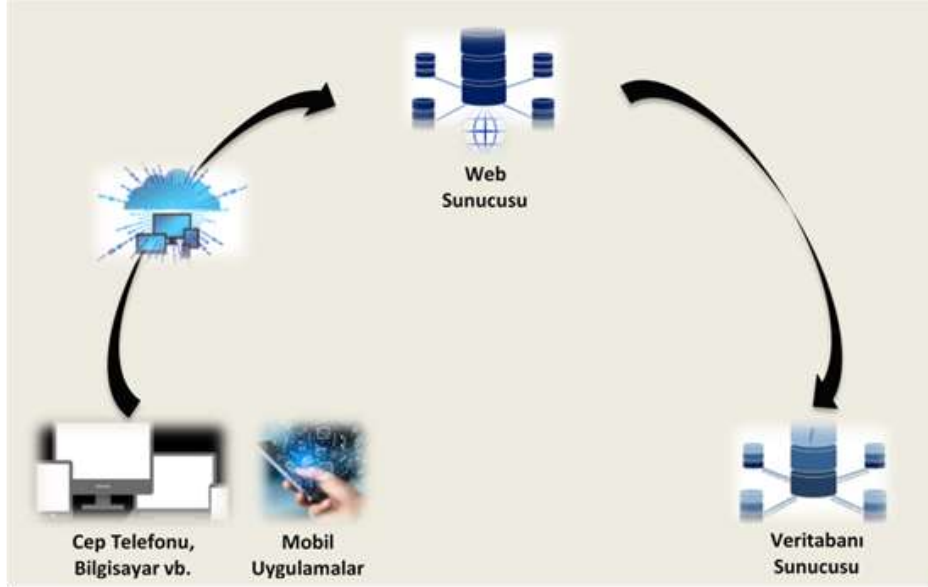 Web
Sunucusu
Cep Telefonu,
Bilgisayar vb.
Mobil
Uygulamalar
Veritabanı
Sunucusu